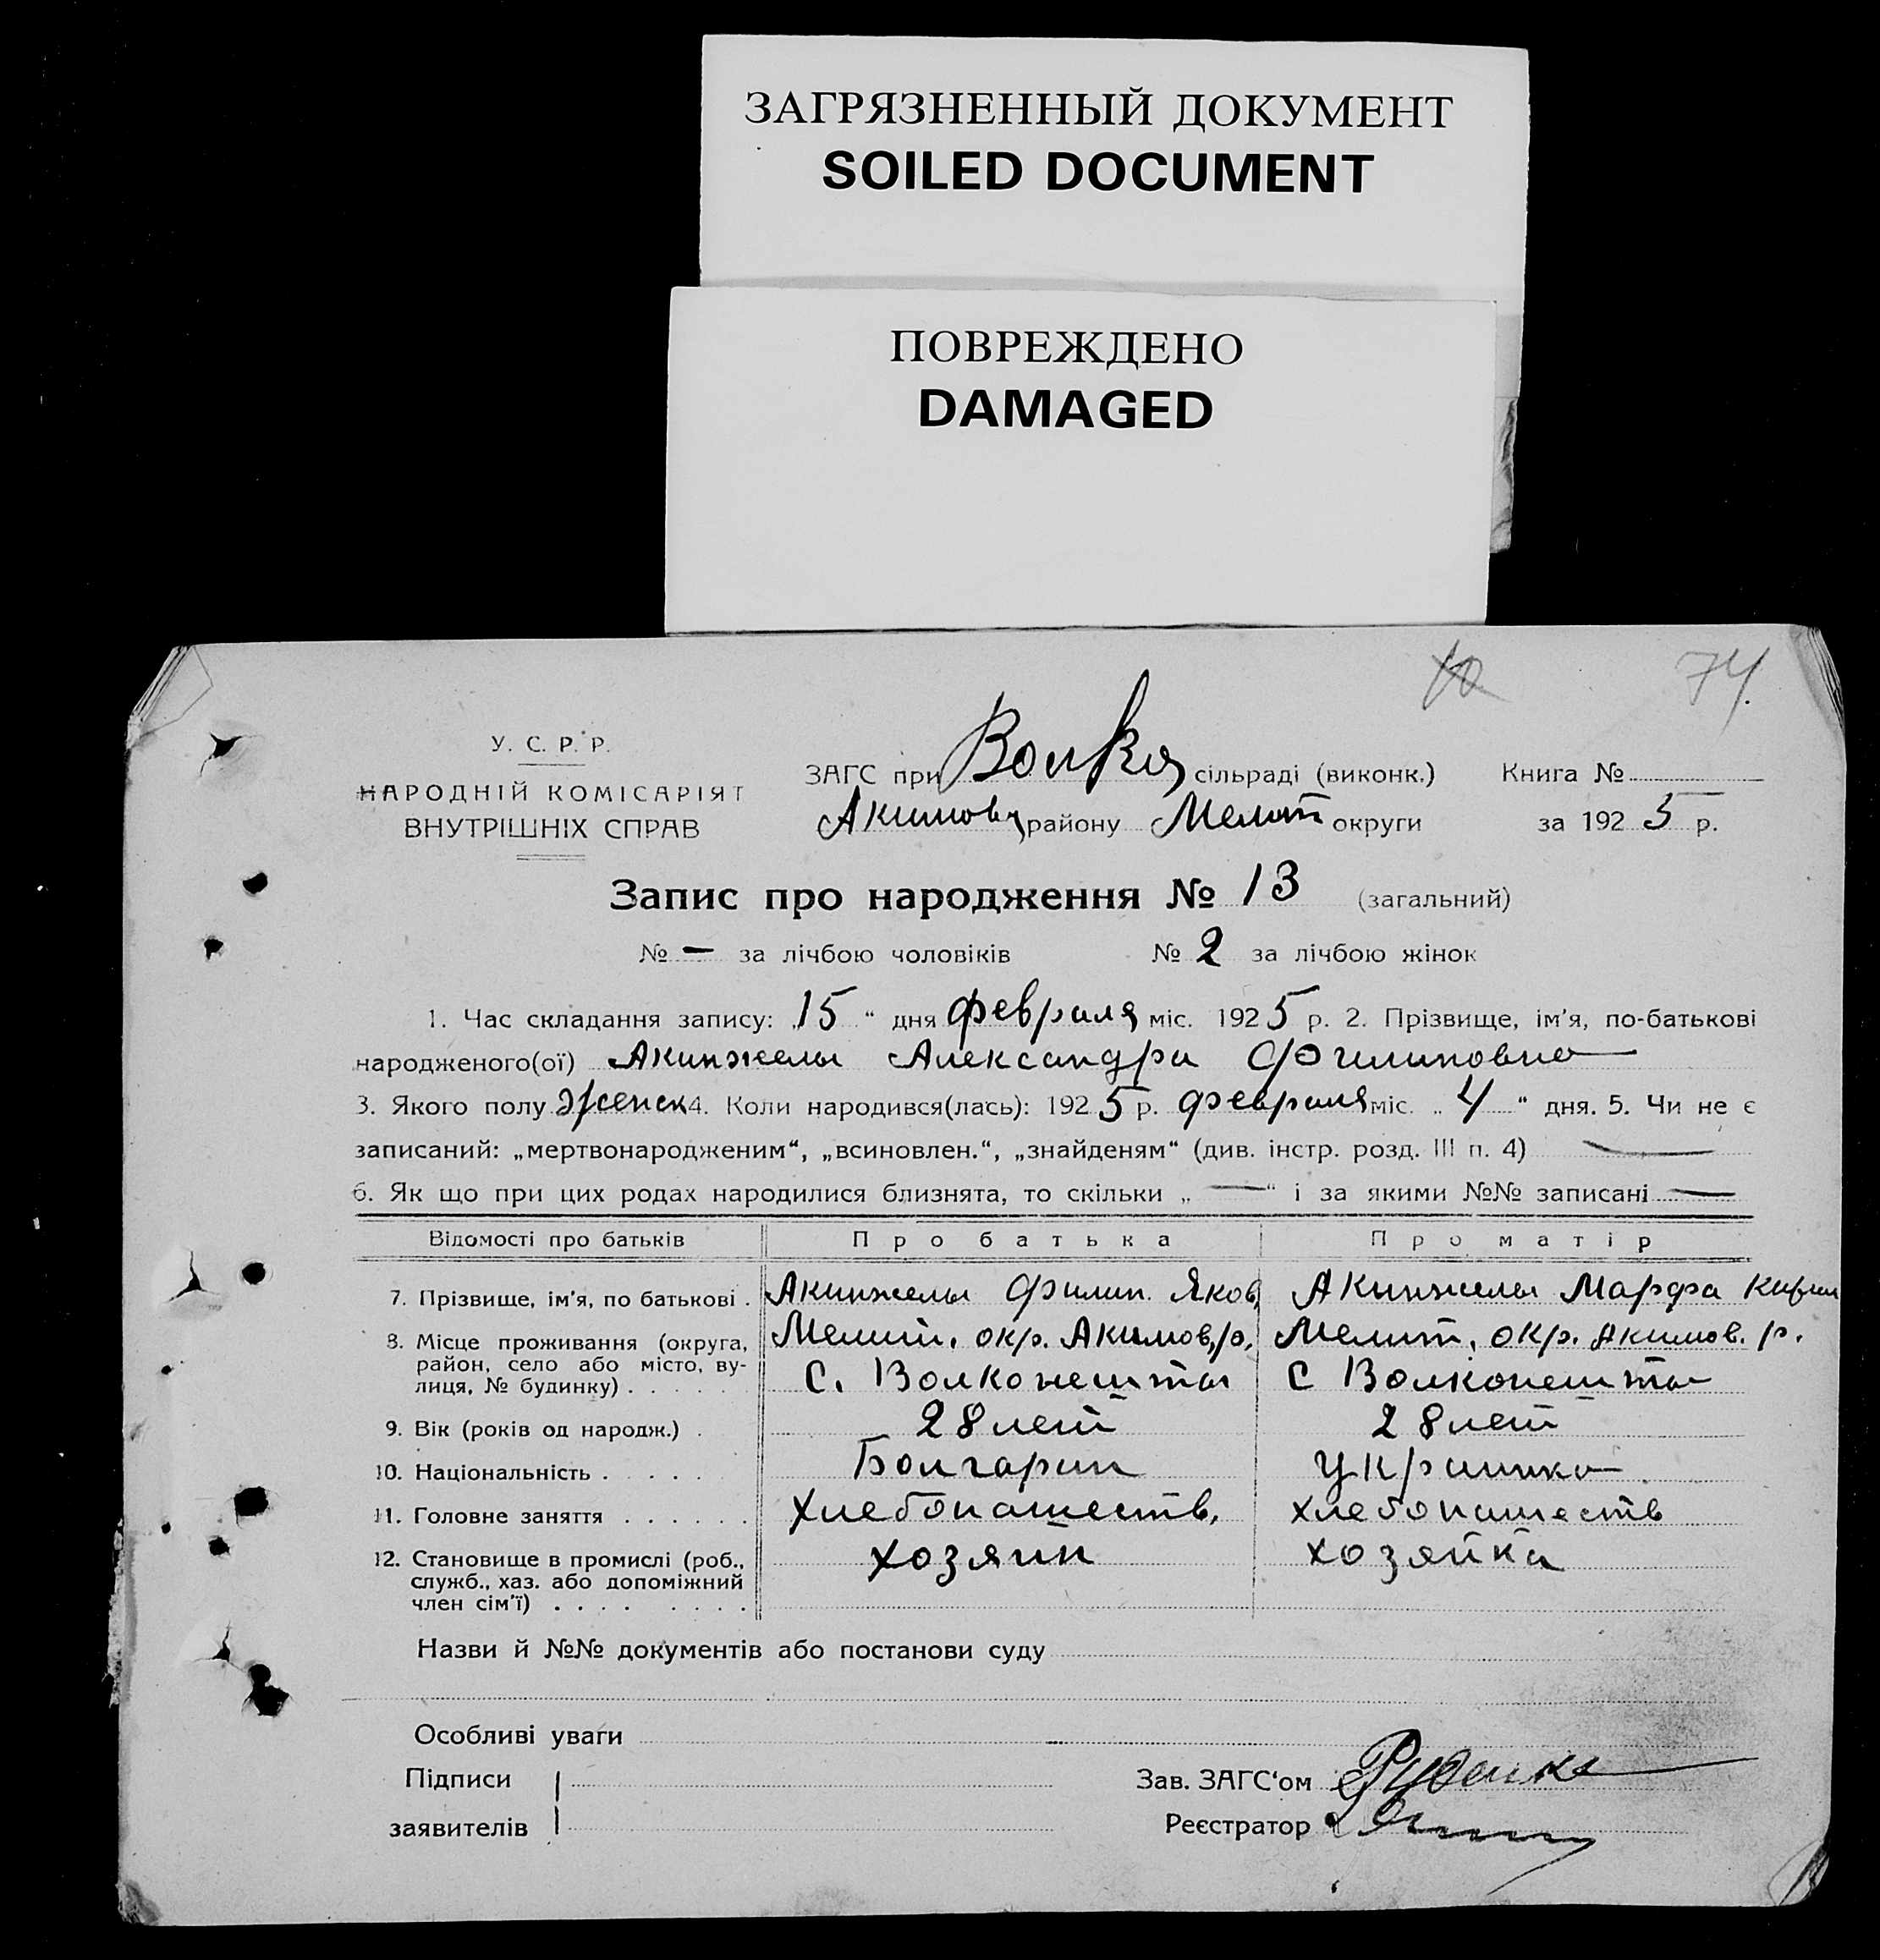 ЗАГРЯЗНЕННЫЙ ДОКУМЕНТ
SOILED DOCUMENT
ПОВРЕЖДЕНО
DAMAGED
10 74.
У. С. Р. Р.
НАРОДНІЙ КОМІСАРІЯТ
ВНУТРІШНІХ СПРАВ
ЗАГС при Волко сільраді (виконк.) Книга №
Акимов району Мелит округи за 1925 р.
Запис про народження № 13 (загальний)
№ — за лічбою чоловіків № 2 за лічбою жінок
1. Час складання запису: „15“ дня февраля міс. 1925 р. 2. Прізвище, ім'я, по-батькові
народженого(ої) Акинжелы Александра Филиповна
3. Якого полу женск 4. Коли народився(лась): 1925 р. февраля міс. „4“ дня. 5. Чи не є
записаний: „мертвонародженим“, „всиновлен.“, „знайденям“ (див. інстр. розд. III п. 4) —
6. Як що при цих родах народилися близнята, то скільки „—“ і за якими №№ записані —
Відомості про батьків Про батька Про матір
7. Прізвище, ім'я, по батькові . Акинжелы Филип. Яков, Акинжелы Марфа Кирил
8. Місце проживання (округа, Мелит. окр. Акимов, р. Мелит, окр. Акимов. р.
район, село або місто, ву-
лиця, № будинку) . . . . . с. Волконешты с Волконешты
9. Вік (років од народж.) . 28 лет 28 лет
10. Національність . . . . . Болгарин Украинка
11. Головне заняття . . . . . . Хлебопашеств, хлебопашеств
12. Становище в промислі (роб., хозяин хозяйка
служб., хаз. або допоміжний
член сім'ї) . . . . . . . .
Назви й №№ документів або постанови суду
Особливі уваги
Підписи
заявителів
Зав. ЗАГС'ом
Реєстратор